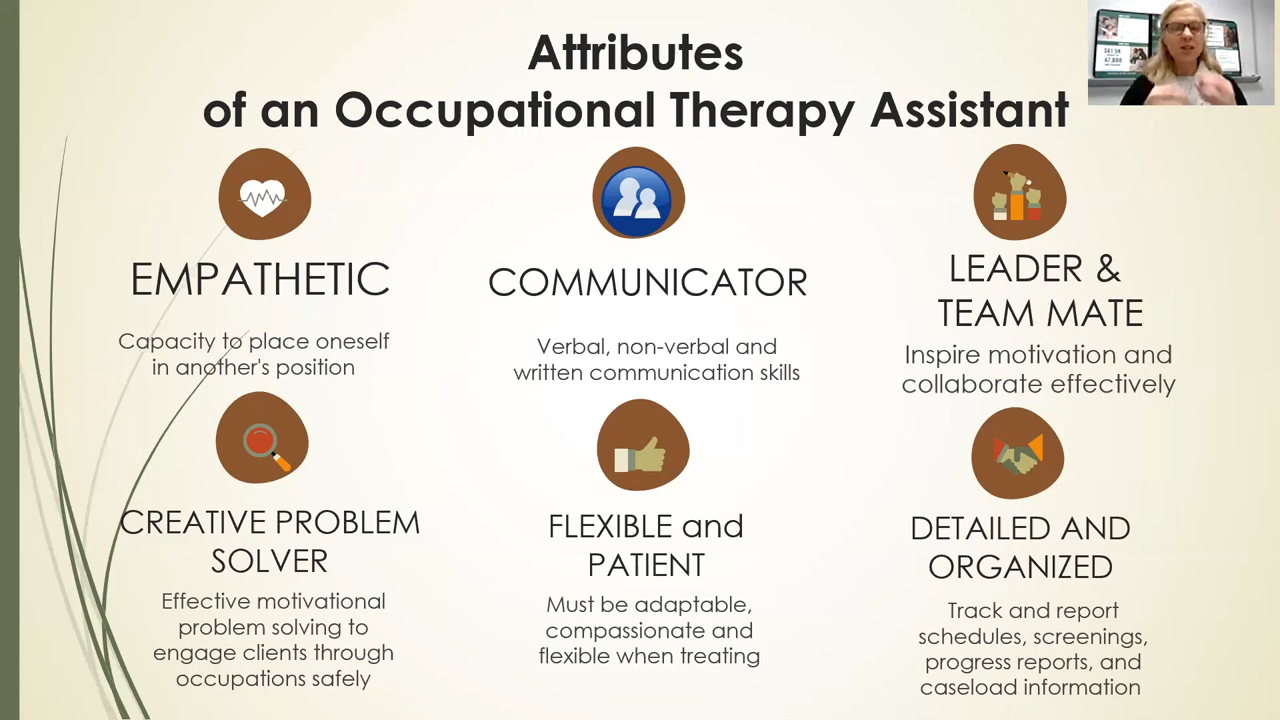 Attributes
of an Occupational Therapy Assistant
EMPATHETIC
Capacity to place oneself
in another's position
COMMUNICATOR
Verbal, non-verbal and
written communication skills
LEADER &
TEAM MATE
Inspire motivation and
collaborate effectively
CREATIVE PROBLEM
SOLVER
Effective motivational
problem solving to
engage clients through
occupations safely
FLEXIBLE and
PATIENT
Must be adaptable,
compassionate and
flexible when treating
DETAILED AND
ORGANIZED
Track and report
schedules, screenings,
progress reports, and
caseload information